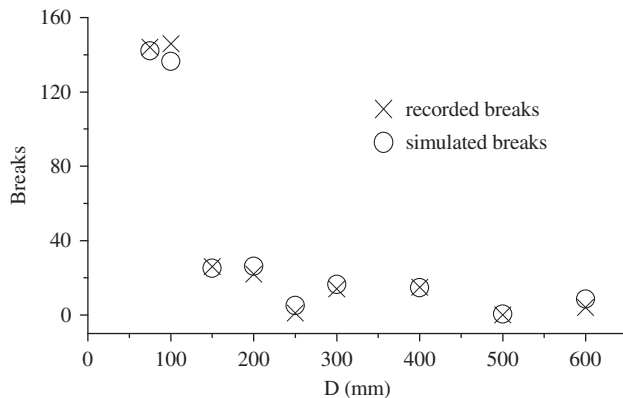 160
120
80
40
0
Breaks
× recorded breaks
○ simulated breaks
0 100 200 300 400 500 600
D (mm)